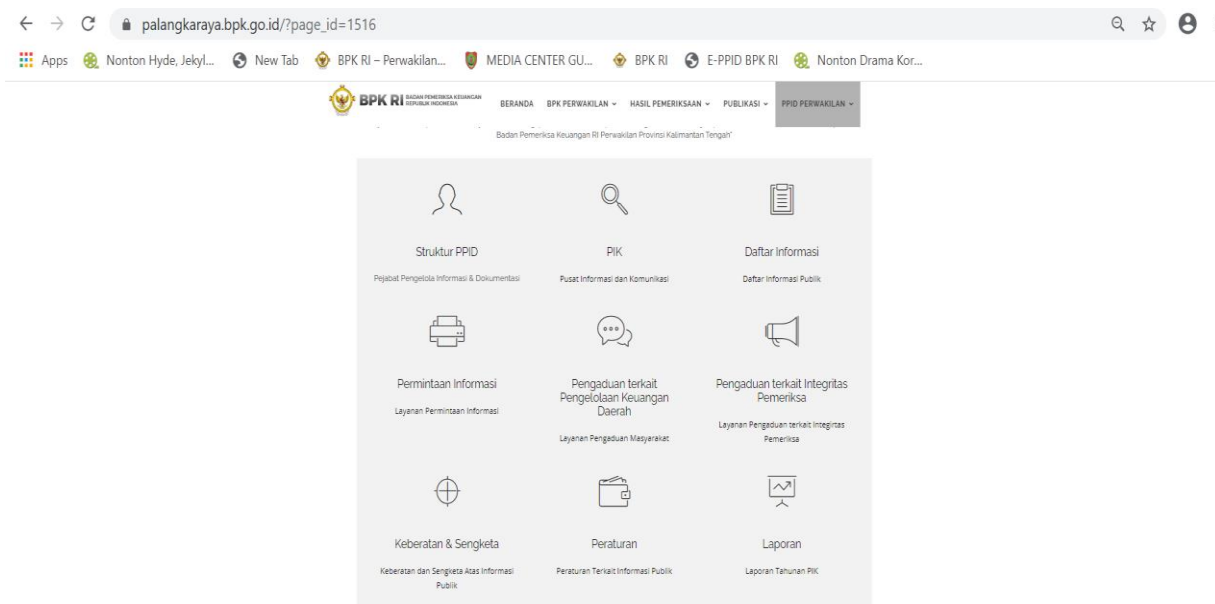 palangkaraya.bpk.go.id/?page_id=1516
Apps Nonton Hyde, Jekyl... New Tab BPK RI – Perwakilan... MEDIA CENTER GU... BPK RI E-PPID BPK RI Nonton Drama Kor...
BPK RI BADAN PEMERIKSA KEUANGAN REPUBLIK INDONESIA BERANDA BPK PERWAKILAN HASIL PEMERIKSAAN PUBLIKASI PPID PERWAKILAN
Badan Pemeriksa Keuangan RI Perwakilan Provinsi Kalimantan Tengah"
Struktur PPID
Pejabat Pengelola Informasi & Dokumentasi
PIK
Pusat Informasi dan Komunikasi
Daftar Informasi
Daftar Informasi Publik
Permintaan Informasi
Layanan Permintaan Informasi
Pengaduan terkait
Pengelolaan Keuangan
Daerah
Layanan Pengaduan Masyarakat
Pengaduan terkait Integritas
Pemeriksa
Layanan Pengaduan terkait Integirtas
Pemeriksa
Keberatan & Sengketa
Keberatan dan Sengketa Atas Informasi
Publik
Peraturan
Peraturan Terkait Informasi Publik
Laporan
Laporan Tahunan PIK